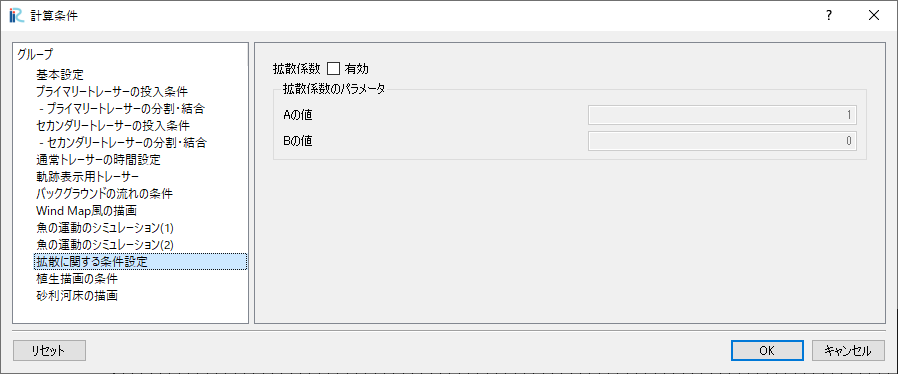 計算条件
グループ
基本設定
プライマリートレーサーの投入条件
- プライマリートレーサーの分割・結合
セカンダリートレーサーの投入条件
- セカンダリートレーサーの分割・結合
通常トレーサーの時間設定
軌跡表示用トレーサー
バックグラウンドの流れの条件
Wind Map風の描画
魚の運動のシミュレーション(1)
魚の運動のシミュレーション(2)
拡散に関する条件設定
植生描画の条件
砂利河床の描画
拡散係数 有効
拡散係数のパラメータ
Aの値 1
Bの値 0
リセット OK キャンセル